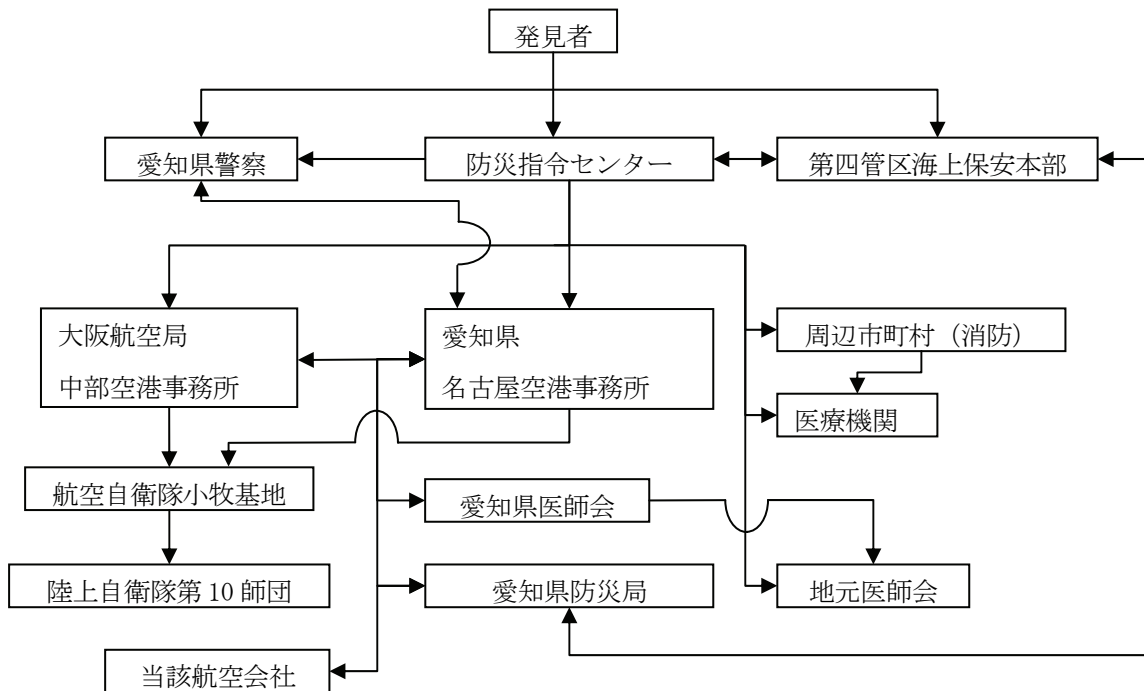 発見者
愛知県警察
防災指令センター
第四管区海上保安本部
大阪航空局
中部空港事務所
愛知県
名古屋空港事務所
周辺市町村（消防）
医療機関
航空自衛隊小牧基地
愛知県医師会
陸上自衛隊第10師団
愛知県防災局
地元医師会
当該航空会社